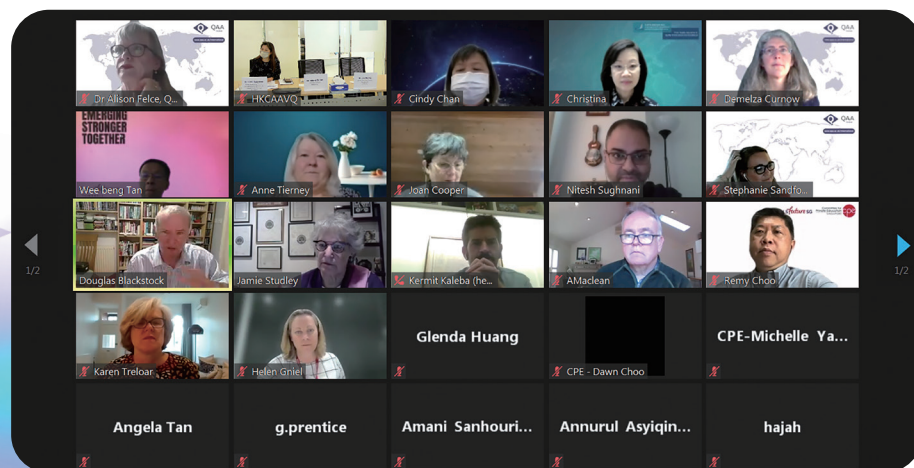 QAA
Dr Alison Felce, Q...
HKCAAVQ
Cindy Chan
Christina
QAA
Demelza Curnow
EMERGING
STRONGER
TOGETHER
Wee beng Tan
Anne Tierney
Joan Cooper
Nitesh Sughnani
QAA
Stephanie Sandfo...
Douglas Blackstock
Jamie Studley
Kermit Kaleba (he...
AMaclean
cpe
Remy Choo
1/2
1/2
Karen Treloar
Helen Gniel
Glenda Huang
CPE - Dawn Choo
CPE-Michelle Ya...
Angela Tan
g.prentice
Amani Sanhouri...
Annurul Asyiqin...
hajah